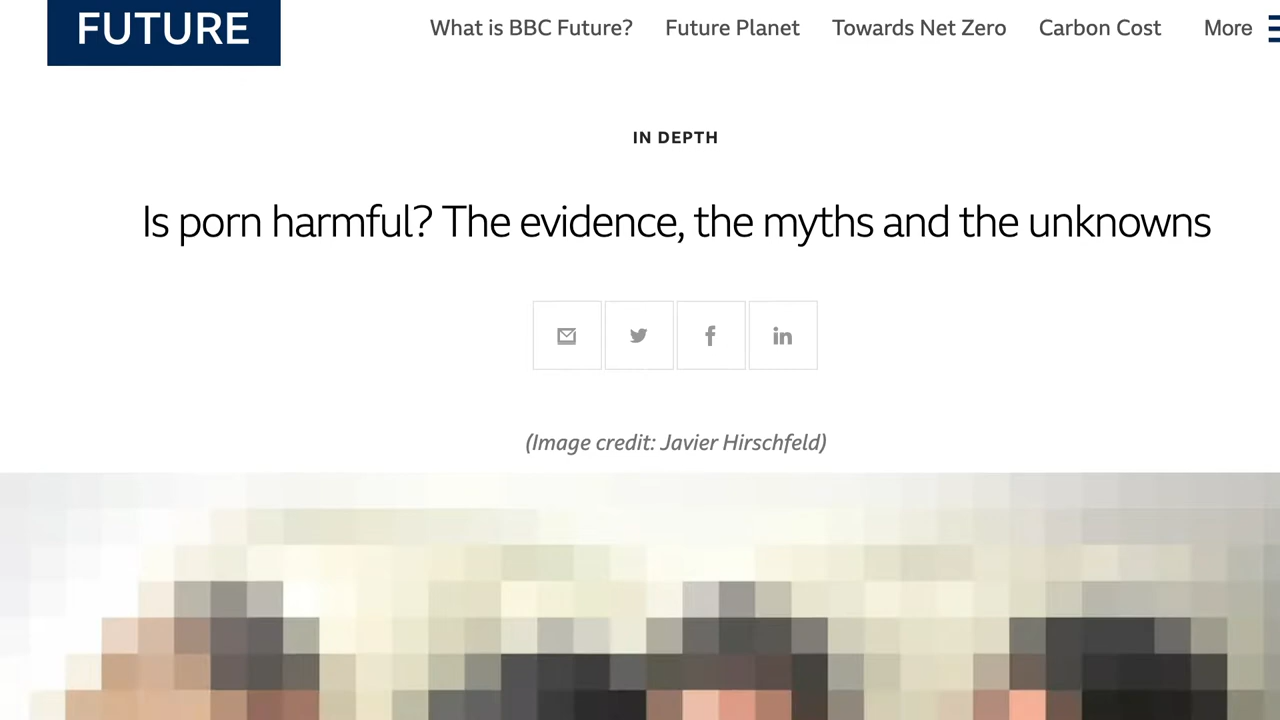 FUTURE
What is BBC Future? Future Planet Towards Net Zero Carbon Cost More
IN DEPTH
Is porn harmful? The evidence, the myths and the unknowns
(Image credit: Javier Hirschfeld)